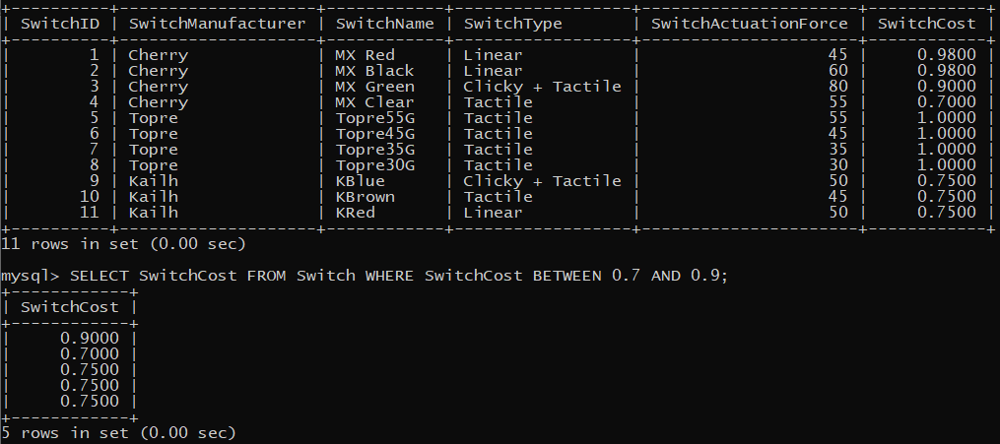 +----------+--------------------+------------+-----------------+----------------------+------------+
| SwitchID | SwitchManufacturer | SwitchName | SwitchType      | SwitchActuationForce | SwitchCost |
+----------+--------------------+------------+-----------------+----------------------+------------+
|        1 | Cherry             | MX Red     | Linear          |                   45 |     0.9800 |
|        2 | Cherry             | MX Black   | Linear          |                   60 |     0.9800 |
|        3 | Cherry             | MX Green   | Clicky + Tactile |                   80 |     0.9000 |
|        4 | Cherry             | MX Clear   | Tactile         |                   55 |     0.7000 |
|        5 | Topre              | Topre55G   | Tactile         |                   55 |     1.0000 |
|        6 | Topre              | Topre45G   | Tactile         |                   45 |     1.0000 |
|        7 | Topre              | Topre35G   | Tactile         |                   35 |     1.0000 |
|        8 | Topre              | Topre30G   | Tactile         |                   30 |     1.0000 |
|        9 | Kailh              | KBlue      | Clicky + Tactile |                   50 |     0.7500 |
|       10 | Kailh              | KBrown     | Tactile         |                   45 |     0.7500 |
|       11 | Kailh              | KRed       | Linear          |                   50 |     0.7500 |
+----------+--------------------+------------+-----------------+----------------------+------------+
11 rows in set (0.00 sec)
mysql> SELECT SwitchCost FROM Switch WHERE SwitchCost BETWEEN 0.7 AND 0.9;
+------------+
| SwitchCost |
+------------+
|     0.9000 |
|     0.7000 |
|     0.7500 |
|     0.7500 |
|     0.7500 |
+------------+
5 rows in set (0.00 sec)